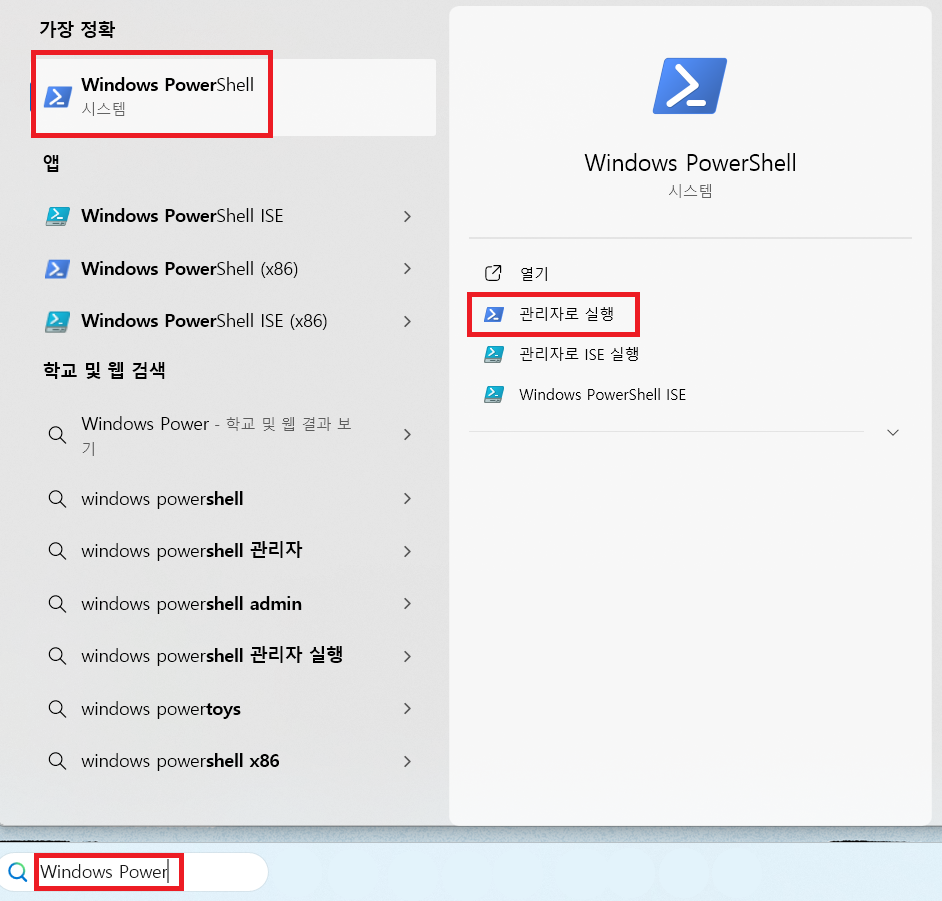 가장 정확
Windows PowerShell
시스템
앱
Windows PowerShell ISE
Windows PowerShell (x86)
Windows PowerShell ISE (x86)
학교 및 웹 검색
Windows Power - 학교 및 웹 결과 보
기
windows powershell
windows powershell 관리자
windows powershell admin
windows powershell 관리자 실행
windows powertoys
windows powershell x86
Windows PowerShell
시스템
열기
관리자로 실행
관리자로 ISE 실행
Windows PowerShell ISE
Windows Power